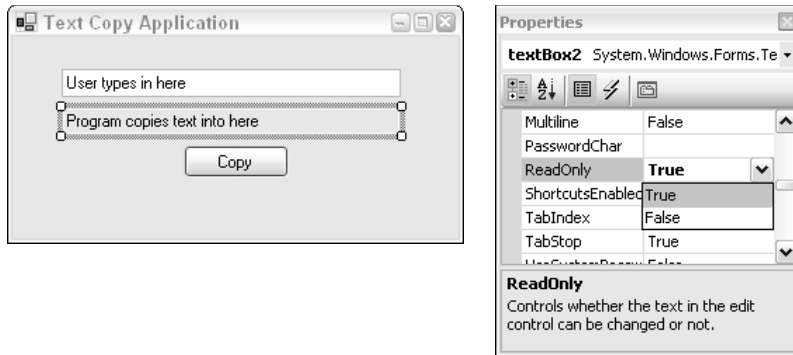 Text Copy Application
User types in here
Program copies text into here
Copy
Properties
textBox2 System.Windows.Forms.Te
Multiline False
PasswordChar
ReadOnly True
ShortcutsEnabled True
TabIndex False
TabStop True
ReadOnly
Controls whether the text in the edit
control can be changed or not.